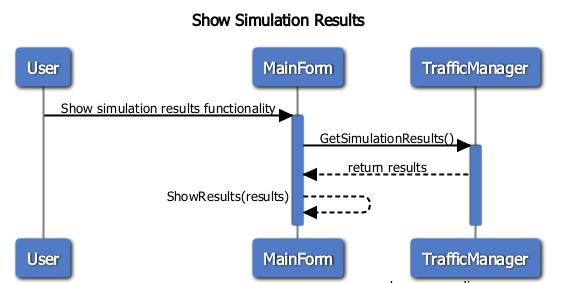 Show Simulation Results
User MainForm TrafficManager
Show simulation results functionality
GetSimulationResults()
return results
ShowResults(results)
User MainForm TrafficManager